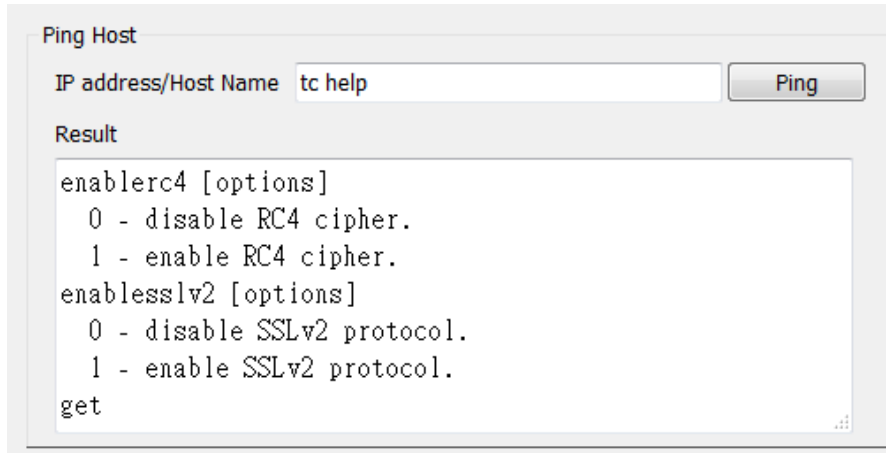 Ping Host
IP address/Host Name tc help Ping
Result
enablerc4 [options]
  0 - disable RC4 cipher.
  1 - enable RC4 cipher.
enablesslv2 [options]
  0 - disable SSLv2 protocol.
  1 - enable SSLv2 protocol.
get